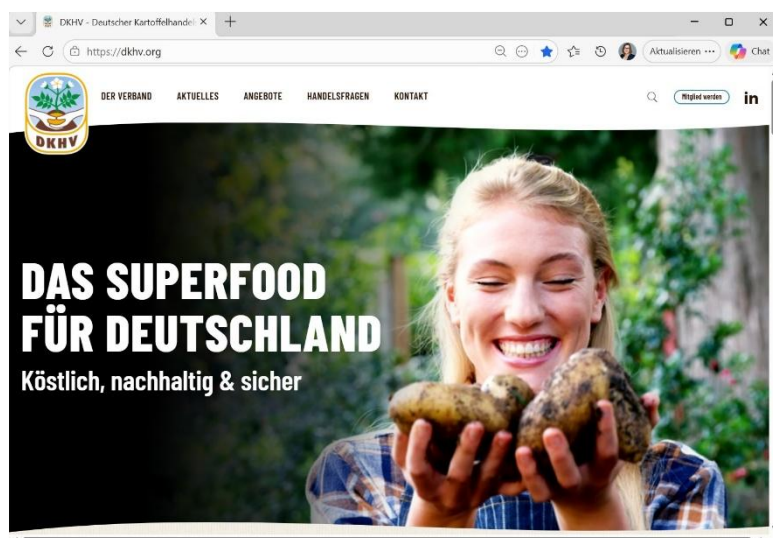 DKHV - Deutscher Kartoffelhandel
https://dkhv.org
Aktualisieren
Chat
DKHV
DER VERBAND
AKTUELLES
ANGEBOTE
HANDELSFRAGEN
KONTAKT
Mitglied werden
in
DAS SUPERFOOD
FÜR DEUTSCHLAND
Köstlich, nachhaltig & sicher